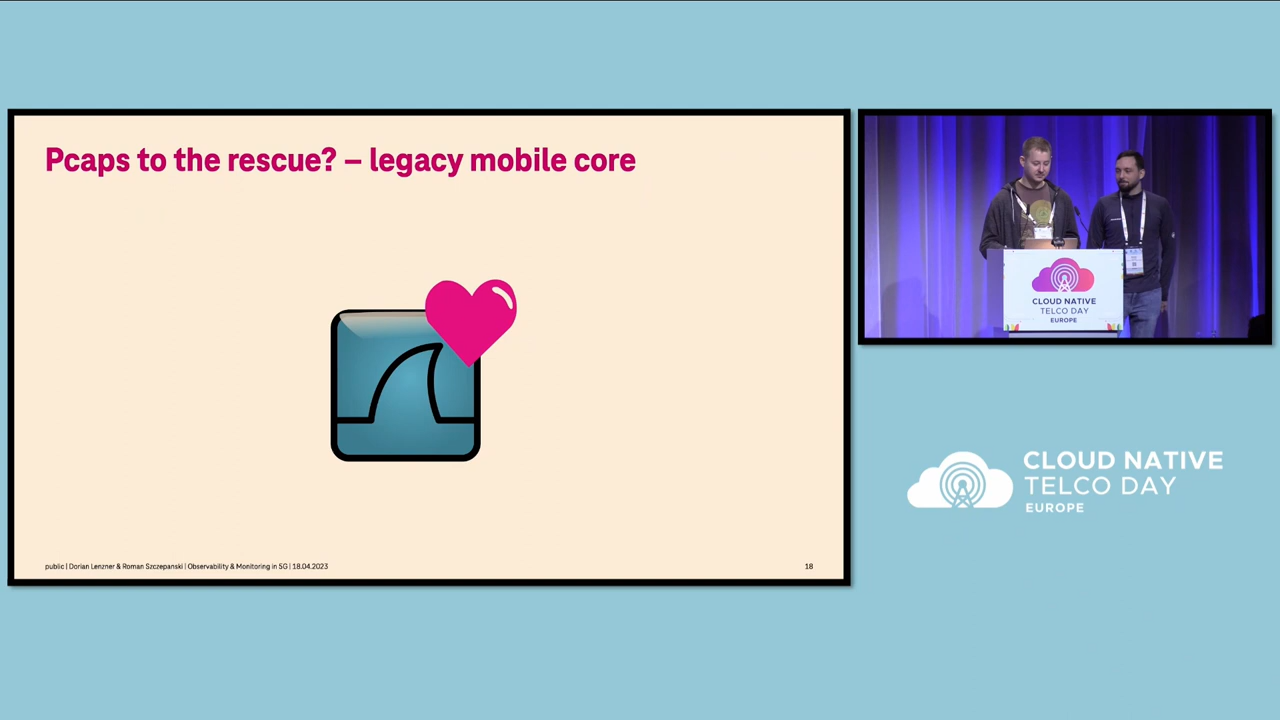 Pcaps to the rescue? – legacy mobile core
public | Dorian Lenzner & Roman Szczepanski | Observability & Monitoring in 5G | 18.04.2023
18
CLOUD NATIVE
TELCO DAY
EUROPE
CLOUD NATIVE
TELCO DAY
EUROPE